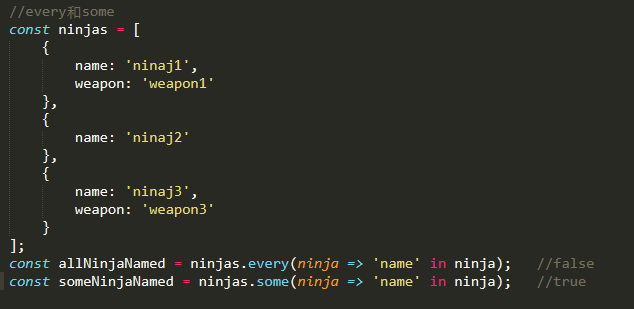 //every和some
const ninjas = [
    {
        name: 'ninaj1',
        weapon: 'weapon1'
    },
    {
        name: 'ninaj2'
    },
    {
        name: 'ninaj3',
        weapon: 'weapon3'
    }
];
const allNinjaNamed = ninjas.every(ninja => 'name' in ninja);   //false
const someNinjaNamed = ninjas.some(ninja => 'name' in ninja);   //true